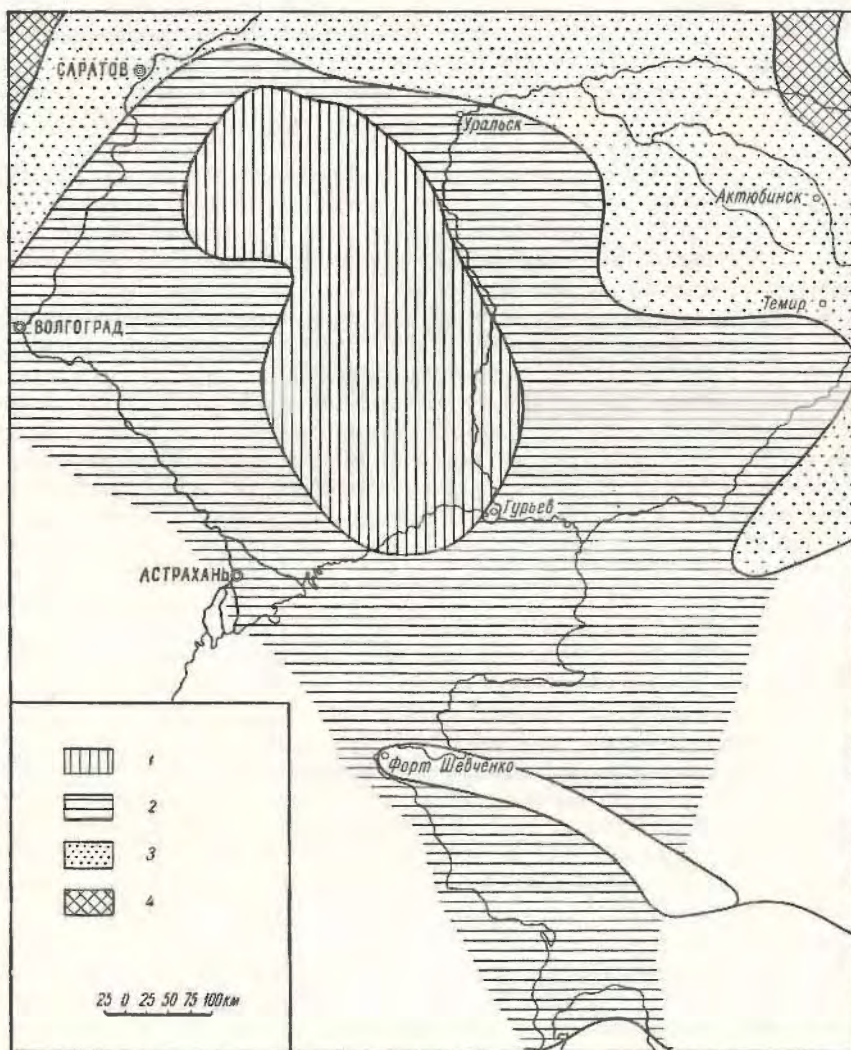 САРАТОВ
Уральск
Актюбинск
Темир
ВОЛГОГРАД
Гурьев
АСТРАХАНЬ
Форт Шевченко
1
2
3
4
25 0 25 50 75 100км